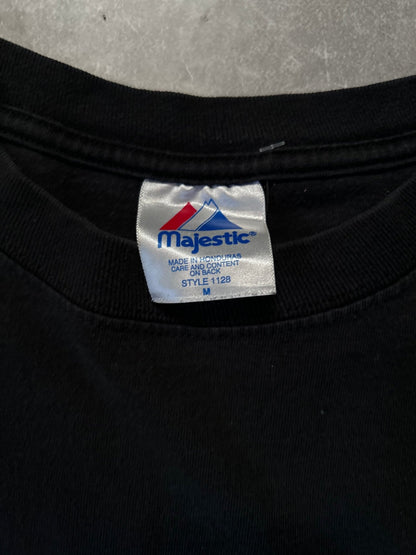 Majestic®
MADE IN HONDURAS
CARE AND CONTENT
ON BACK
STYLE 1128
M